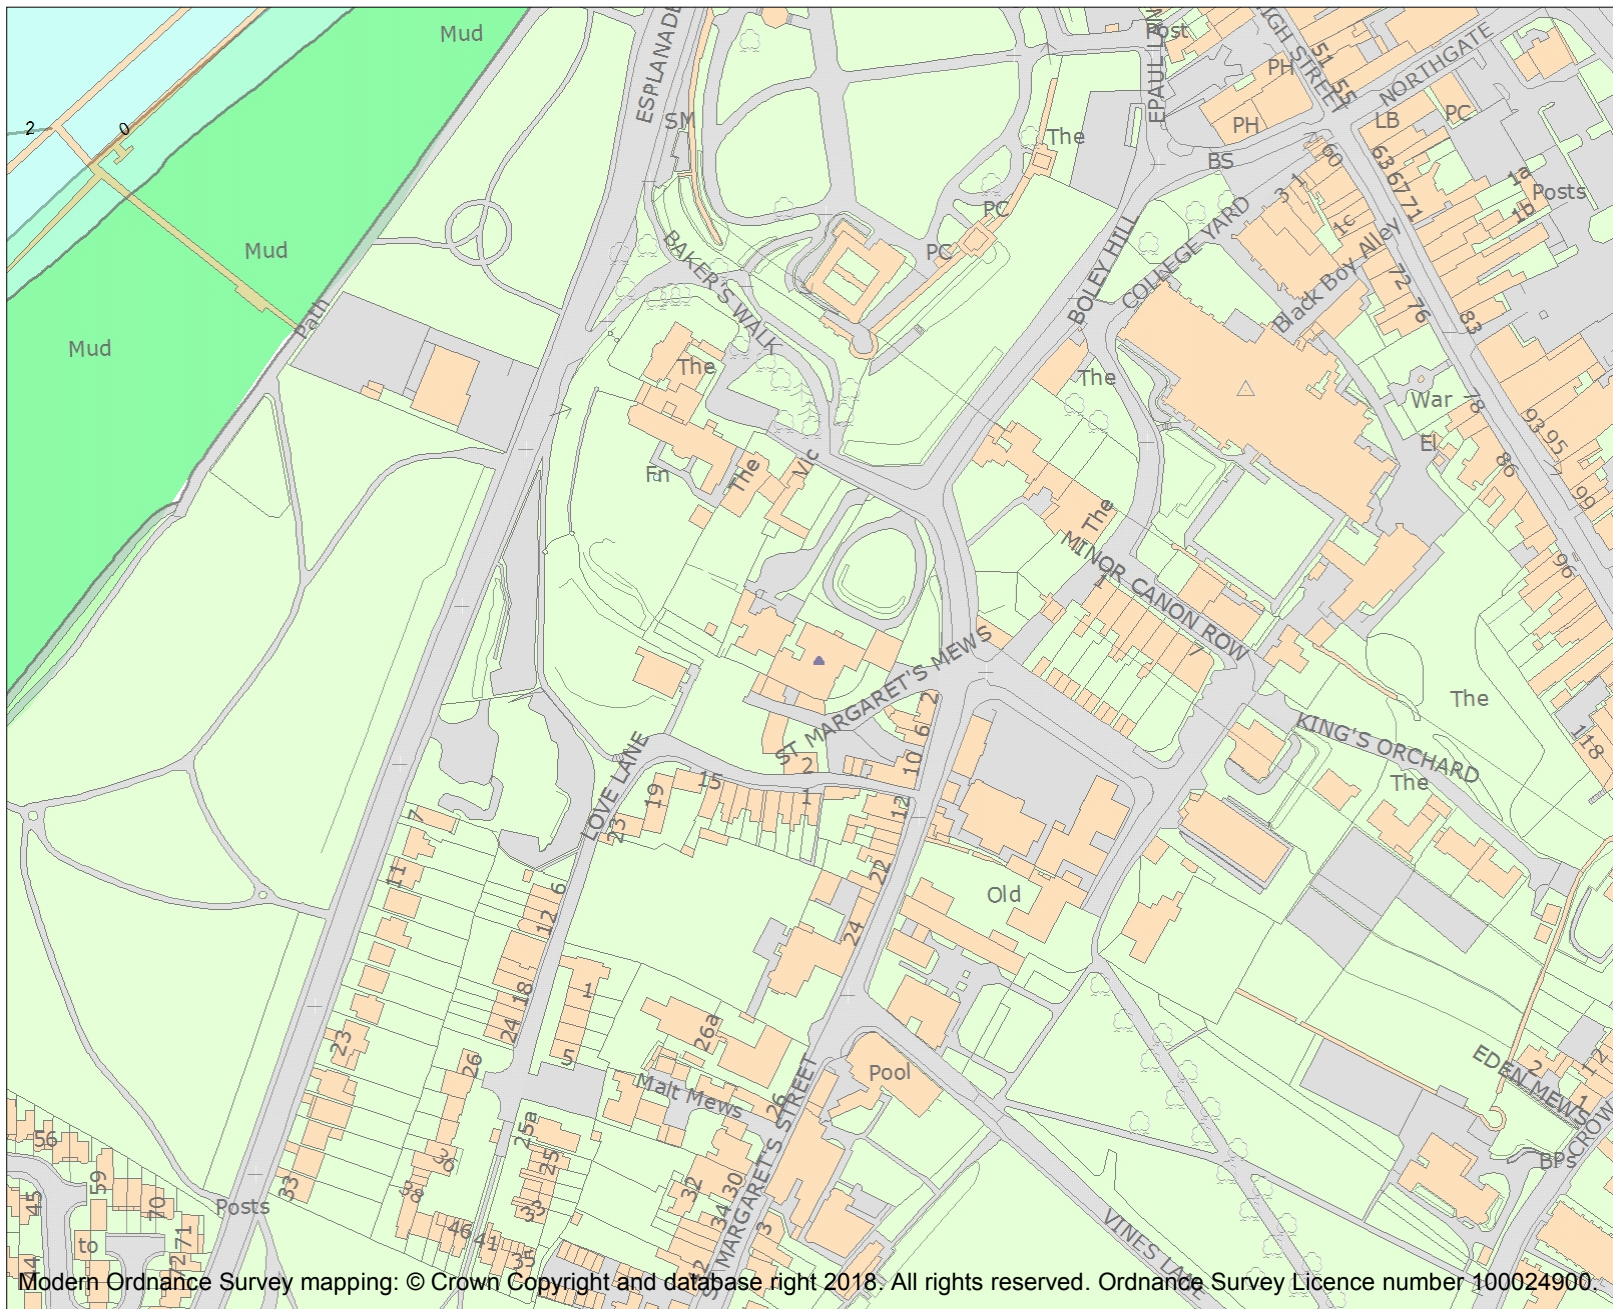 Mud
ESPLANADE
SM
Post
HIGH STREET
51
55
PH
PH
NORTHGATE
LB
PC
2
0
The
BS
60
63
67
71
1a
1b
Posts
3
1
1c
PC
PC
Mud
Mud
Path
BAKER'S WALK
BOLEY HILL
COLLEGE YARD
Black Boy Alley
72
76
83
The
The
War
78
93
95
El
86
99
Fn
The
Vic
The
MINOR CANON ROW
1
7
96
ST MARGARET'S MEWS
2
6
10
12
The
KING'S ORCHARD
The
118
LOVE LANE
2
1
15
19
23
7
11
22
24
Old
6
12
18
24
1
5
26
26a
Malt Mews
26
Pool
23
33
25a
25
33
36
38
46
41
35
32
30
34
42
3
ST MARGARET'S STREET
VINES LANE
EDEN MEWS
2
1
12
CROW
BPs
56
59
45
44
70
71
72
to
Posts
Modern Ordnance Survey mapping: © Crown Copyright and database right 2018. All rights reserved. Ordnance Survey Licence number 100024900.